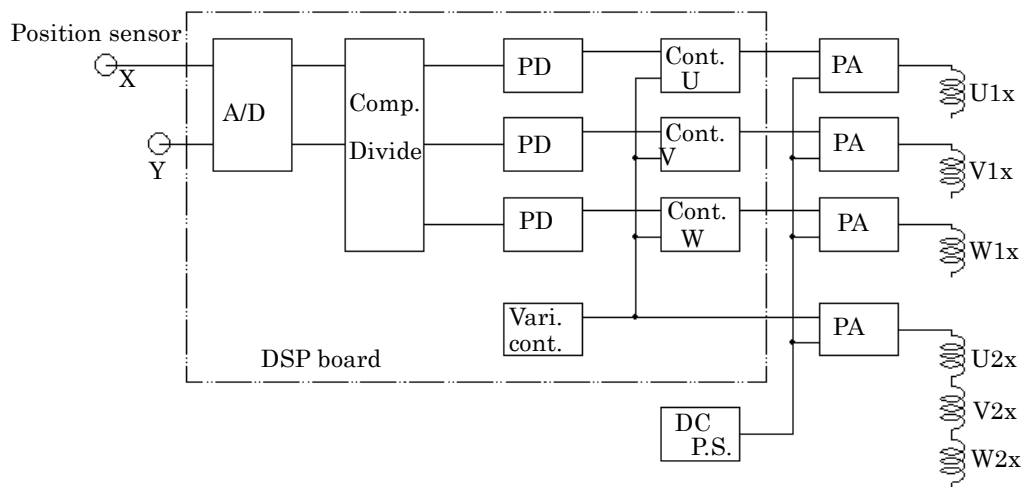 Position sensor
X
Y
A/D
Comp.
Divide
PD
PD
PD
Cont.
U
Cont.
V
Cont.
W
PA
PA
PA
PA
U1x
V1x
W1x
Vari.
cont.
DSP board
DC
P.S.
U2x
V2x
W2x